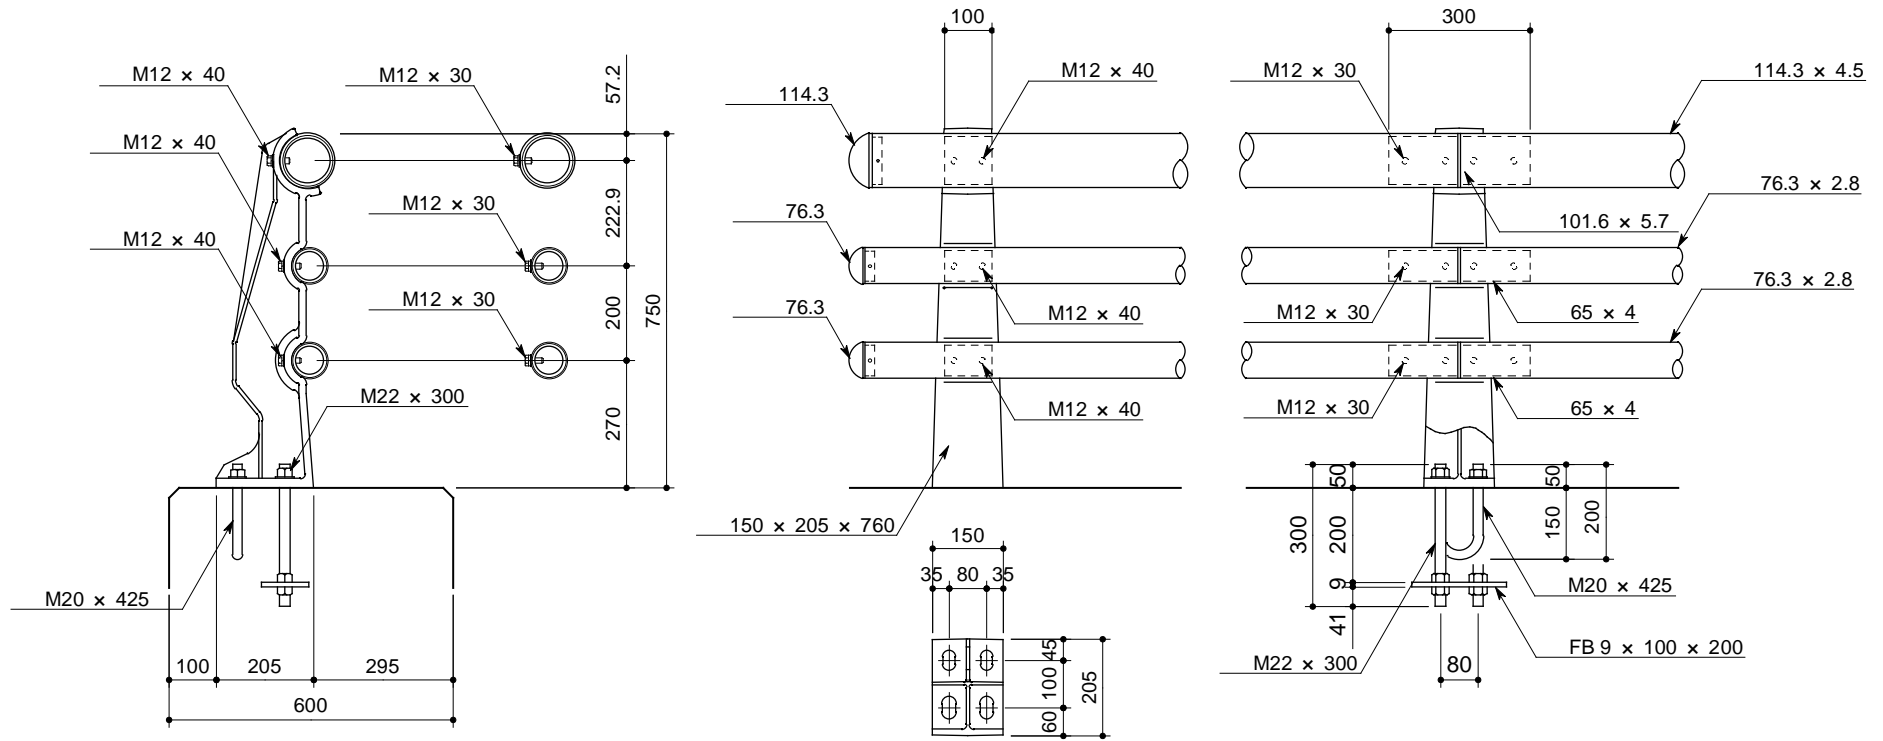 M12 × 40
M12 × 30
M12 × 40
M12 × 30
M12 × 40
M12 × 30
M22 × 300
M20 × 425
57.2
222.9
200
270
750
100
205
295
600
100
114.3
M12 × 40
76.3
M12 × 40
76.3
M12 × 40
150 × 205 × 760
150
35
80
35
45
100
60
205
300
M12 × 30
114.3 × 4.5
76.3 × 2.8
101.6 × 5.7
76.3 × 2.8
M12 × 30
65 × 4
M12 × 30
65 × 4
50
300
200
9
41
50
150
200
M20 × 425
M22 × 300
80
FB 9 × 100 × 200